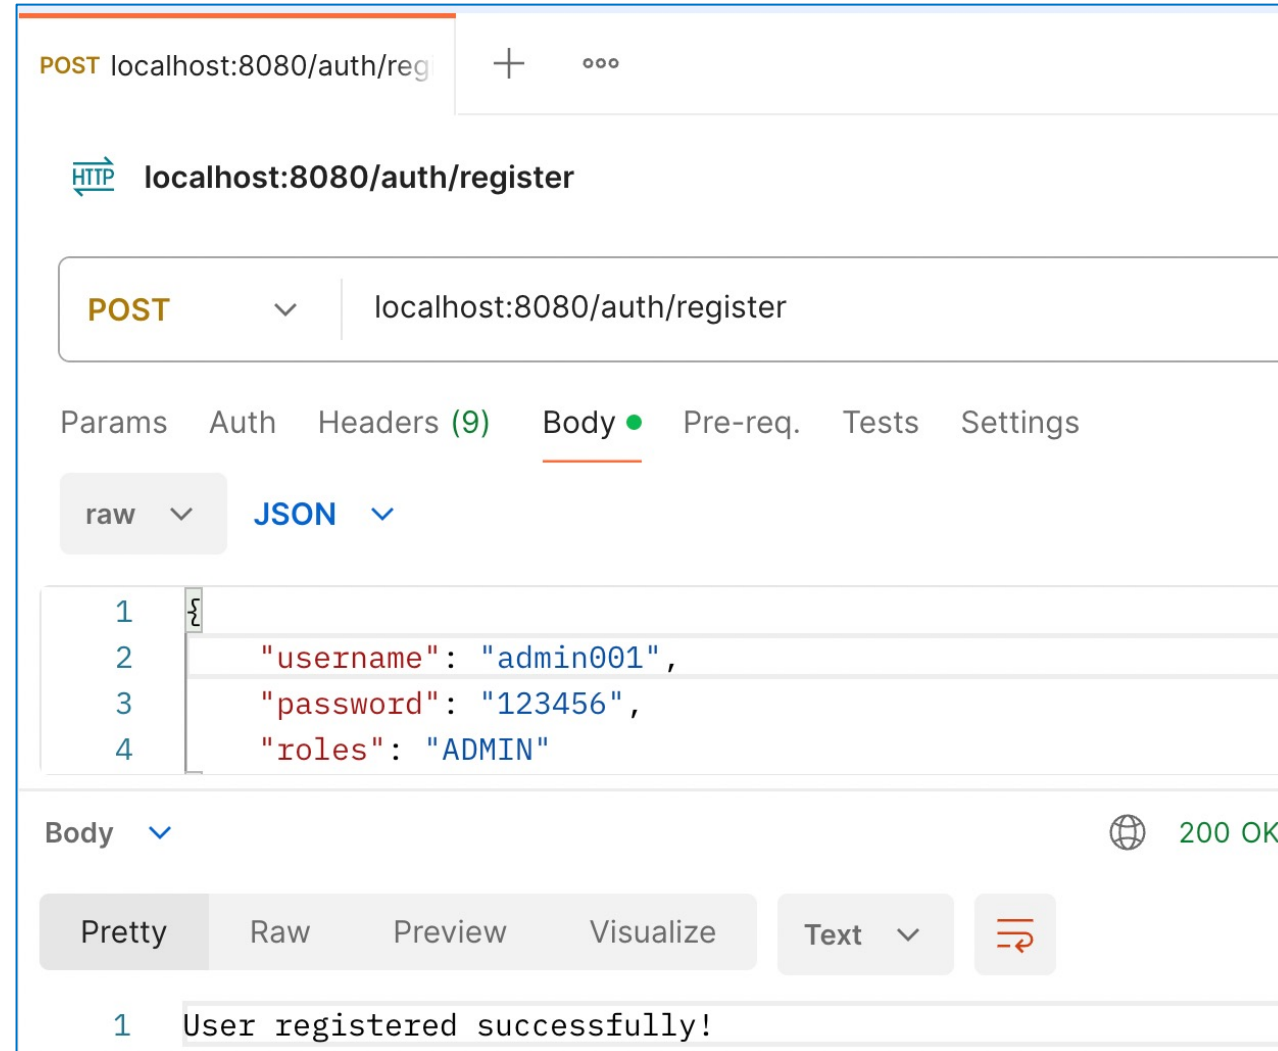 POST localhost:8080/auth/reg
HTTP localhost:8080/auth/register
POST localhost:8080/auth/register
Params Auth Headers (9) Body Pre-req. Tests Settings
raw JSON
1 {
2 "username": "admin001",
3 "password": "123456",
4 "roles": "ADMIN"
Body 200 OK
Pretty Raw Preview Visualize Text
1 User registered successfully!